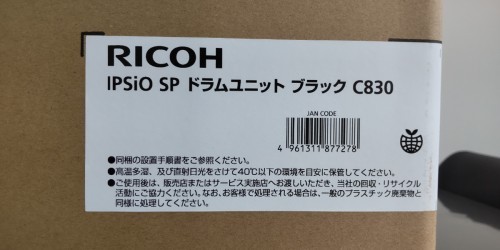 RICOH
IPSiO SP ドラムユニット ブラック C830
JAN CODE
4 961311 877278
●同梱の設置手順書をご参照ください。
●高温多湿、及び直射日光をさけて40℃以下の環境を目安に保管してください。
●ご使用後は、販売店またはサービス実施店へお渡しいただき、当社の回収・リサイクル
活動にご協力ください。なお、お客様で処理される場合は、一般のプラスチック廃棄物と
同様に処理してください。